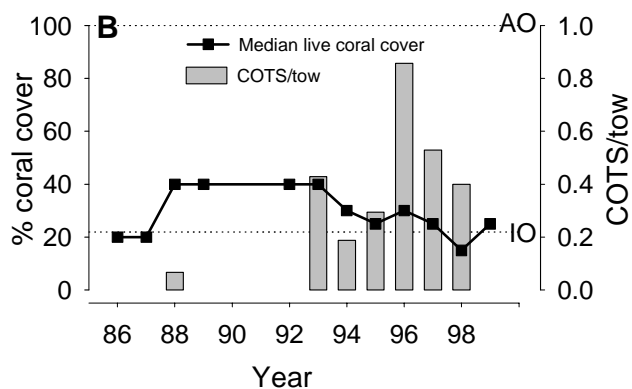 B
Median live coral cover
COTS/tow
AO
IO
100
80
60
40
20
0
% coral cover
1.0
0.8
0.6
0.4
0.2
0.0
COTS/tow
86 88 90 92 94 96 98
Year